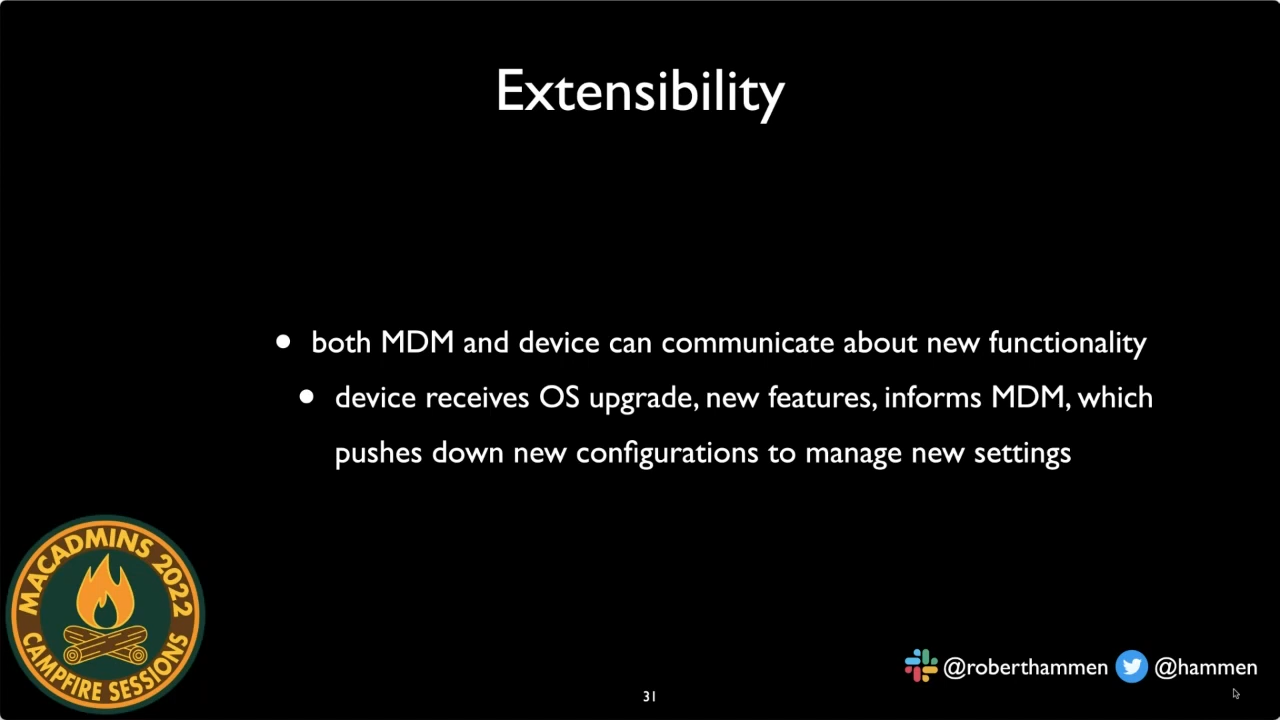 Extensibility
• both MDM and device can communicate about new functionality
• device receives OS upgrade, new features, informs MDM, which
pushes down new configurations to manage new settings
MACADMINS 2022
CAMPFIRE SESSIONS
@roberthammen @hammen
31